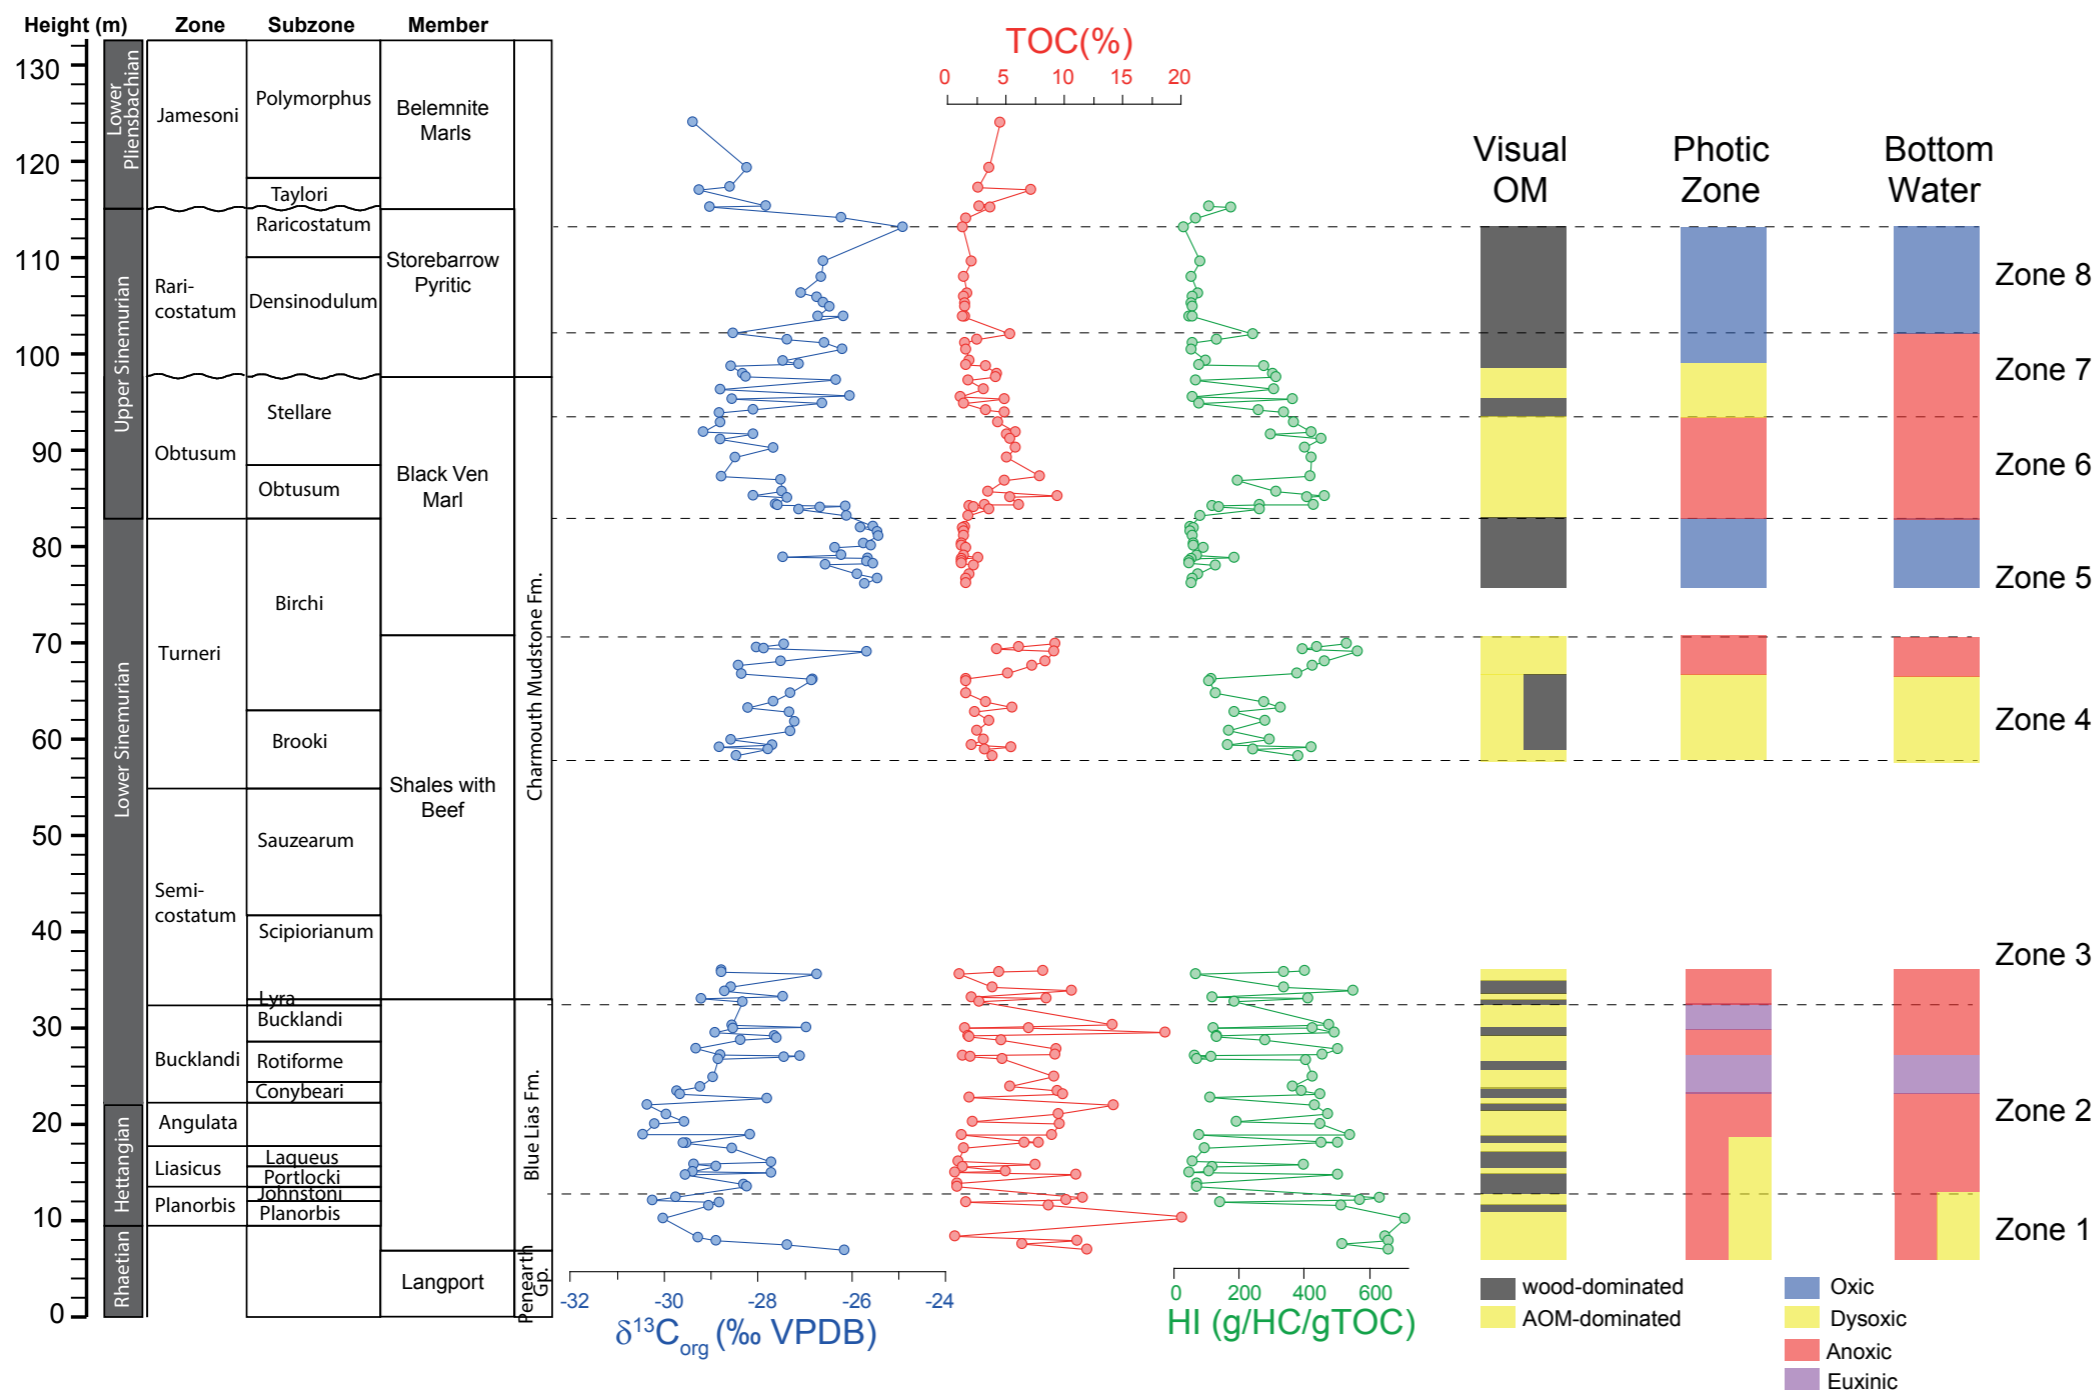 Height (m) Zone Subzone Member
130
120
110
100
90
80
70
60
50
40
30
20
10
0
Lower
Pliensbachian
Upper Sinemurian
Lower Sinemurian
Hettangian
Rhaetian
Jamesoni
Rari-
costatum
Obtusum
Turneri
Semi-
costatum
Bucklandi
Angulata
Liasicus
Planorbis
Polymorphus
Taylori
Raricostatum
Densinodulum
Stellare
Obtusum
Birchi
Brooki
Sauzearum
Scipiorianum
Lyra
Bucklandi
Rotiforme
Conybeari
Laqueus
Portlocki
Johnstoni
Planorbis
Belemnite
Marls
Storebarrow
Pyritic
Black Ven
Marl
Shales with
Beef
Langport
Charmouth Mudstone Fm.
Blue Lias Fm.
Penearth
Gp.
-32 -30 -28 -26 -24
δ¹³Corg (‰ VPDB)
TOC(%)
0 5 10 15 20
0 200 400 600
HI (g/HC/gTOC)
Visual
OM
Photic
Zone
Bottom
Water
Zone 8
Zone 7
Zone 6
Zone 5
Zone 4
Zone 3
Zone 2
Zone 1
wood-dominated
AOM-dominated
Oxic
Dysoxic
Anoxic
Euxinic